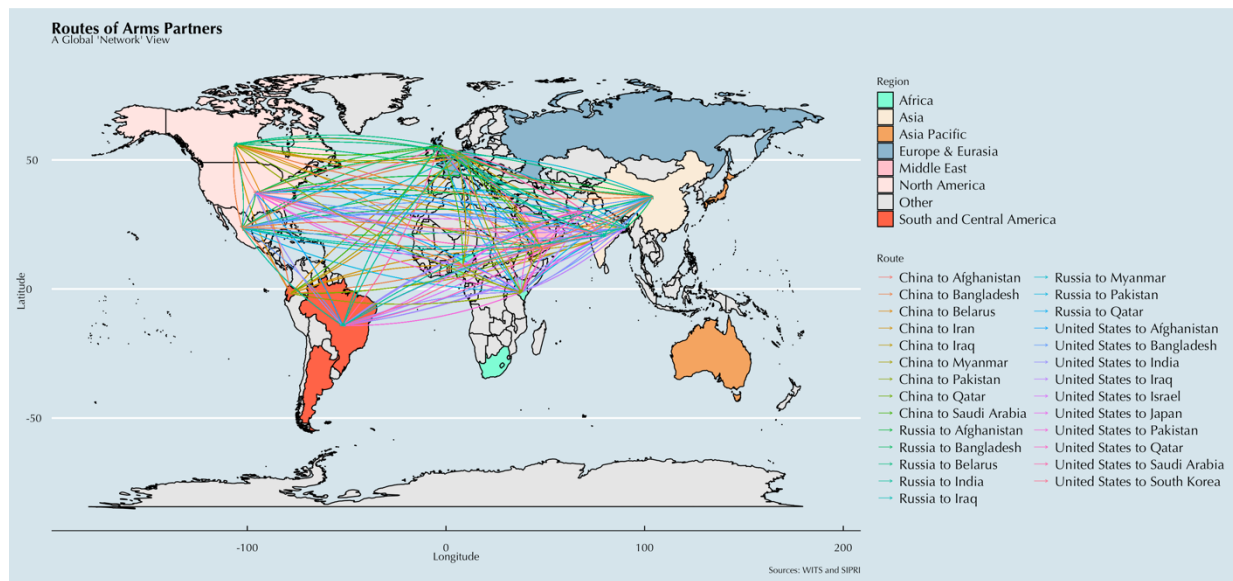 Routes of Arms Partners
A Global 'Network' View
Region
Africa
Asia
Asia Pacific
Europe & Eurasia
Middle East
North America
Other
South and Central America
Route
China to Afghanistan
China to Bangladesh
China to Belarus
China to Iran
China to Iraq
China to Myanmar
China to Pakistan
China to Qatar
China to Saudi Arabia
Russia to Afghanistan
Russia to Bangladesh
Russia to Belarus
Russia to India
Russia to Iraq
Russia to Myanmar
Russia to Pakistan
Russia to Qatar
United States to Afghanistan
United States to Bangladesh
United States to India
United States to Iraq
United States to Israel
United States to Japan
United States to Pakistan
United States to Qatar
United States to Saudi Arabia
United States to South Korea
Latitude
50
0
-50
-100
0
100
200
Longitude
Sources: WITS and SIPRI